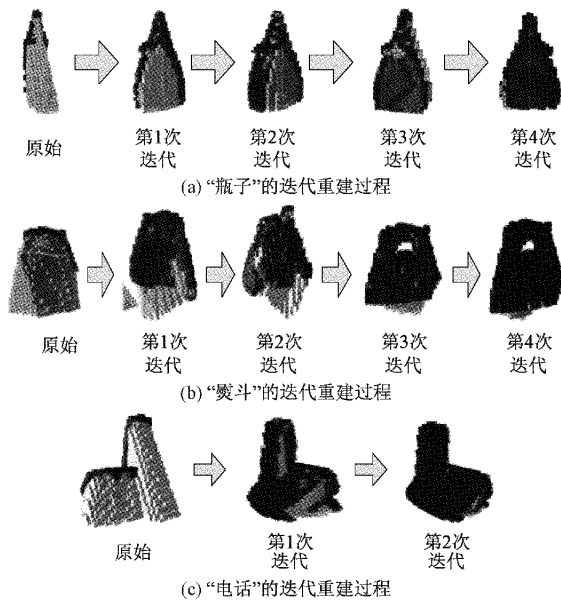 原始
第1次
迭代
第2次
迭代
第3次
迭代
第4次
迭代
(a) “瓶子”的迭代重建过程
原始
第1次
迭代
第2次
迭代
第3次
迭代
第4次
迭代
(b) “熨斗”的迭代重建过程
原始
第1次
迭代
第2次
迭代
(c) “电话”的迭代重建过程